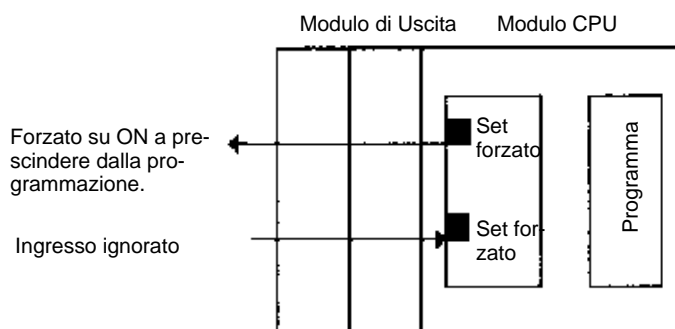 Modulo di Uscita
Modulo CPU
Forzato su ON a pre-
scindere dalla pro-
grammazione.
Set
forzato
Ingresso ignorato
Set for-
zato
Programma